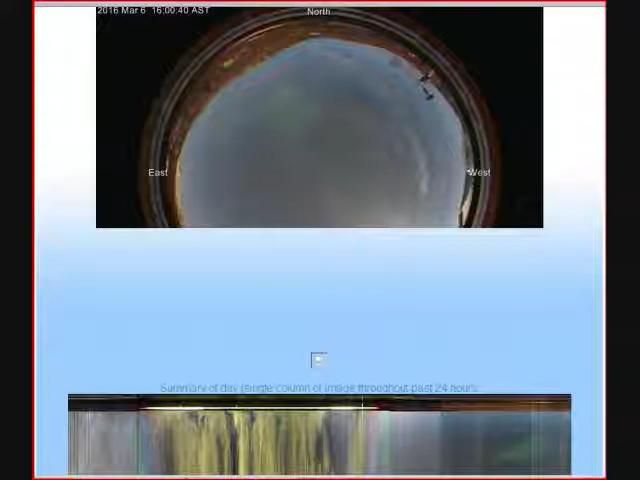 2016 Mar 6 16:00:40 AST
North
East
West
Summary of day (single column of image throughout past 24 hours